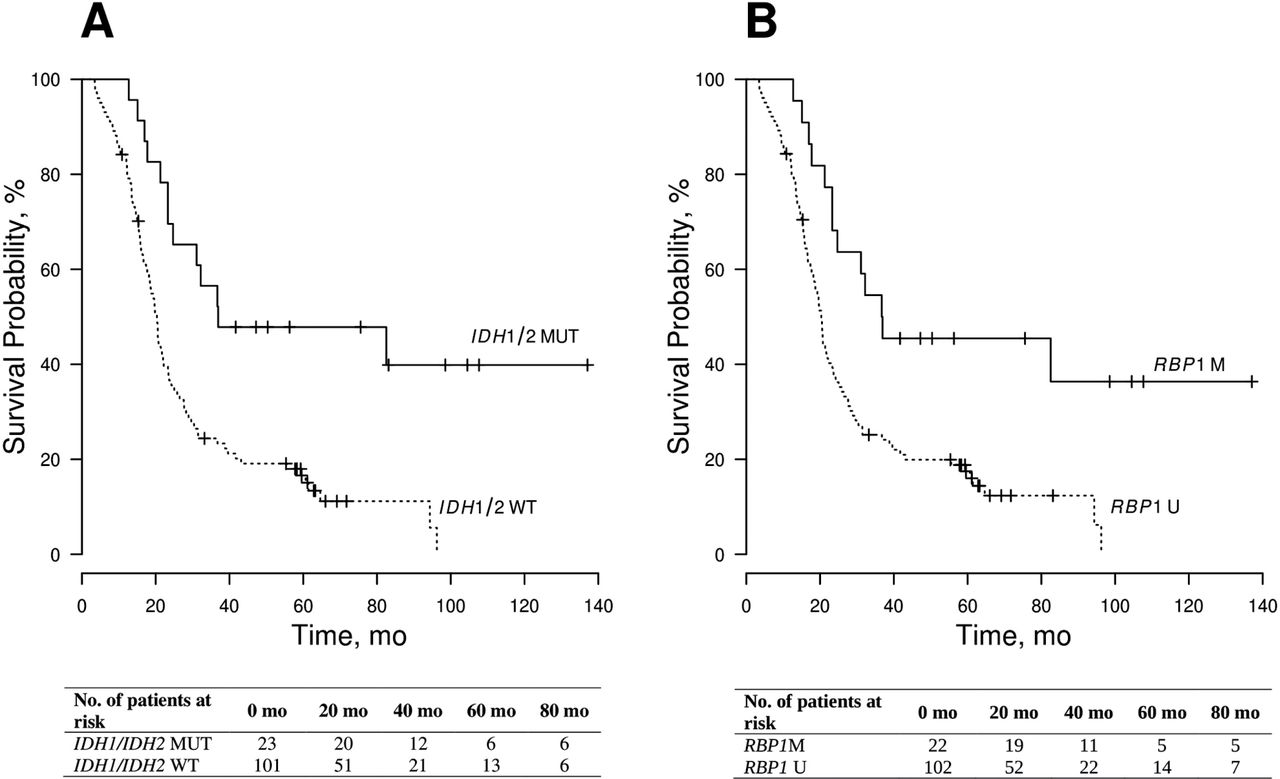 A
B
100
80
60
40
20
0
Survival Probability, %
IDH1/2 MUT
IDH1/2 WT
0 20 40 60 80 100 120 140
Time, mo
100
80
60
40
20
0
Survival Probability, %
RBP1 M
RBP1 U
0 20 40 60 80 100 120 140
Time, mo
No. of patients at
risk
0 mo 20 mo 40 mo 60 mo 80 mo
IDH1/IDH2 MUT 23 20 12 6 6
IDH1/IDH2 WT 101 51 21 13 6
No. of patients at
risk
0 mo 20 mo 40 mo 60 mo 80 mo
RBP1M 22 19 11 5 5
RBP1 U 102 52 22 14 7